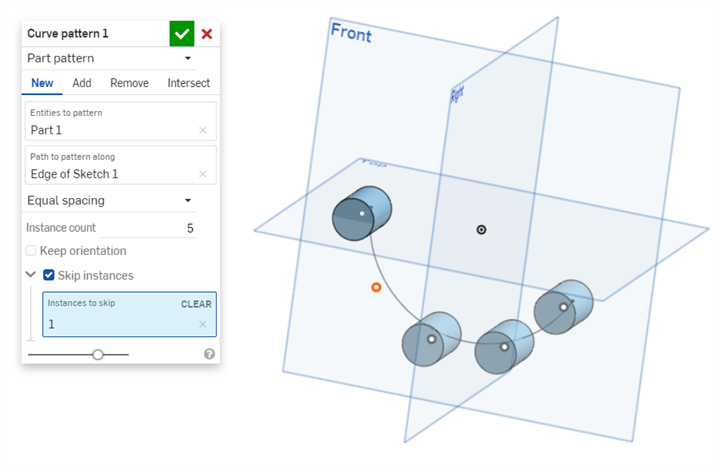 Curve pattern 1
Part pattern
New Add Remove Intersect
Entities to pattern
Part 1
Path to pattern along
Edge of Sketch 1
Equal spacing
Instance count 5
Keep orientation
Skip instances
Instances to skip CLEAR
1
Front
Right
Top